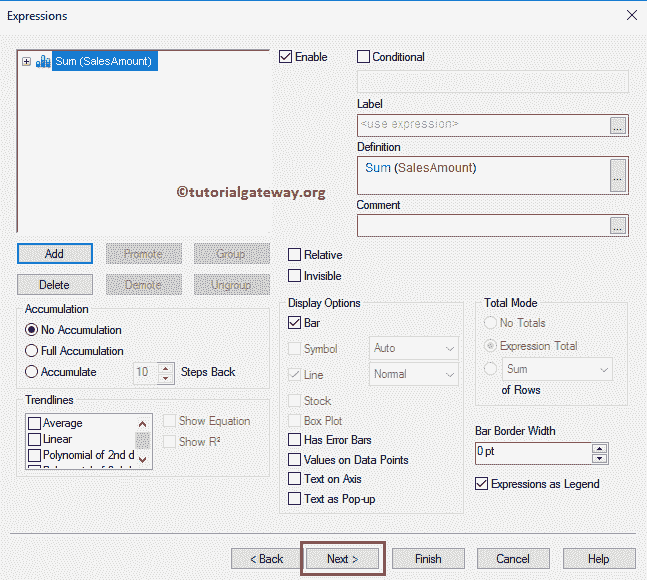 Expressions
Sum (SalesAmount)
Enable
Conditional
Label
<use expression>
...
Definition
Sum (SalesAmount)
...
©tutorialgateway.org
Comment
...
Add
Promote
Group
Delete
Demote
Ungroup
Relative
Invisible
Accumulation
No Accumulation
Full Accumulation
Accumulate
10
Steps Back
Display Options
Bar
Symbol
Auto
Line
Normal
Stock
Box Plot
Has Error Bars
Values on Data Points
Text on Axis
Text as Pop-up
Total Mode
No Totals
Expression Total
Sum
of Rows
Trendlines
Average
Linear
Polynomial of 2nd d
Show Equation
Show R²
Bar Border Width
0 pt
Expressions as Legend
< Back
Next >
Finish
Cancel
Help